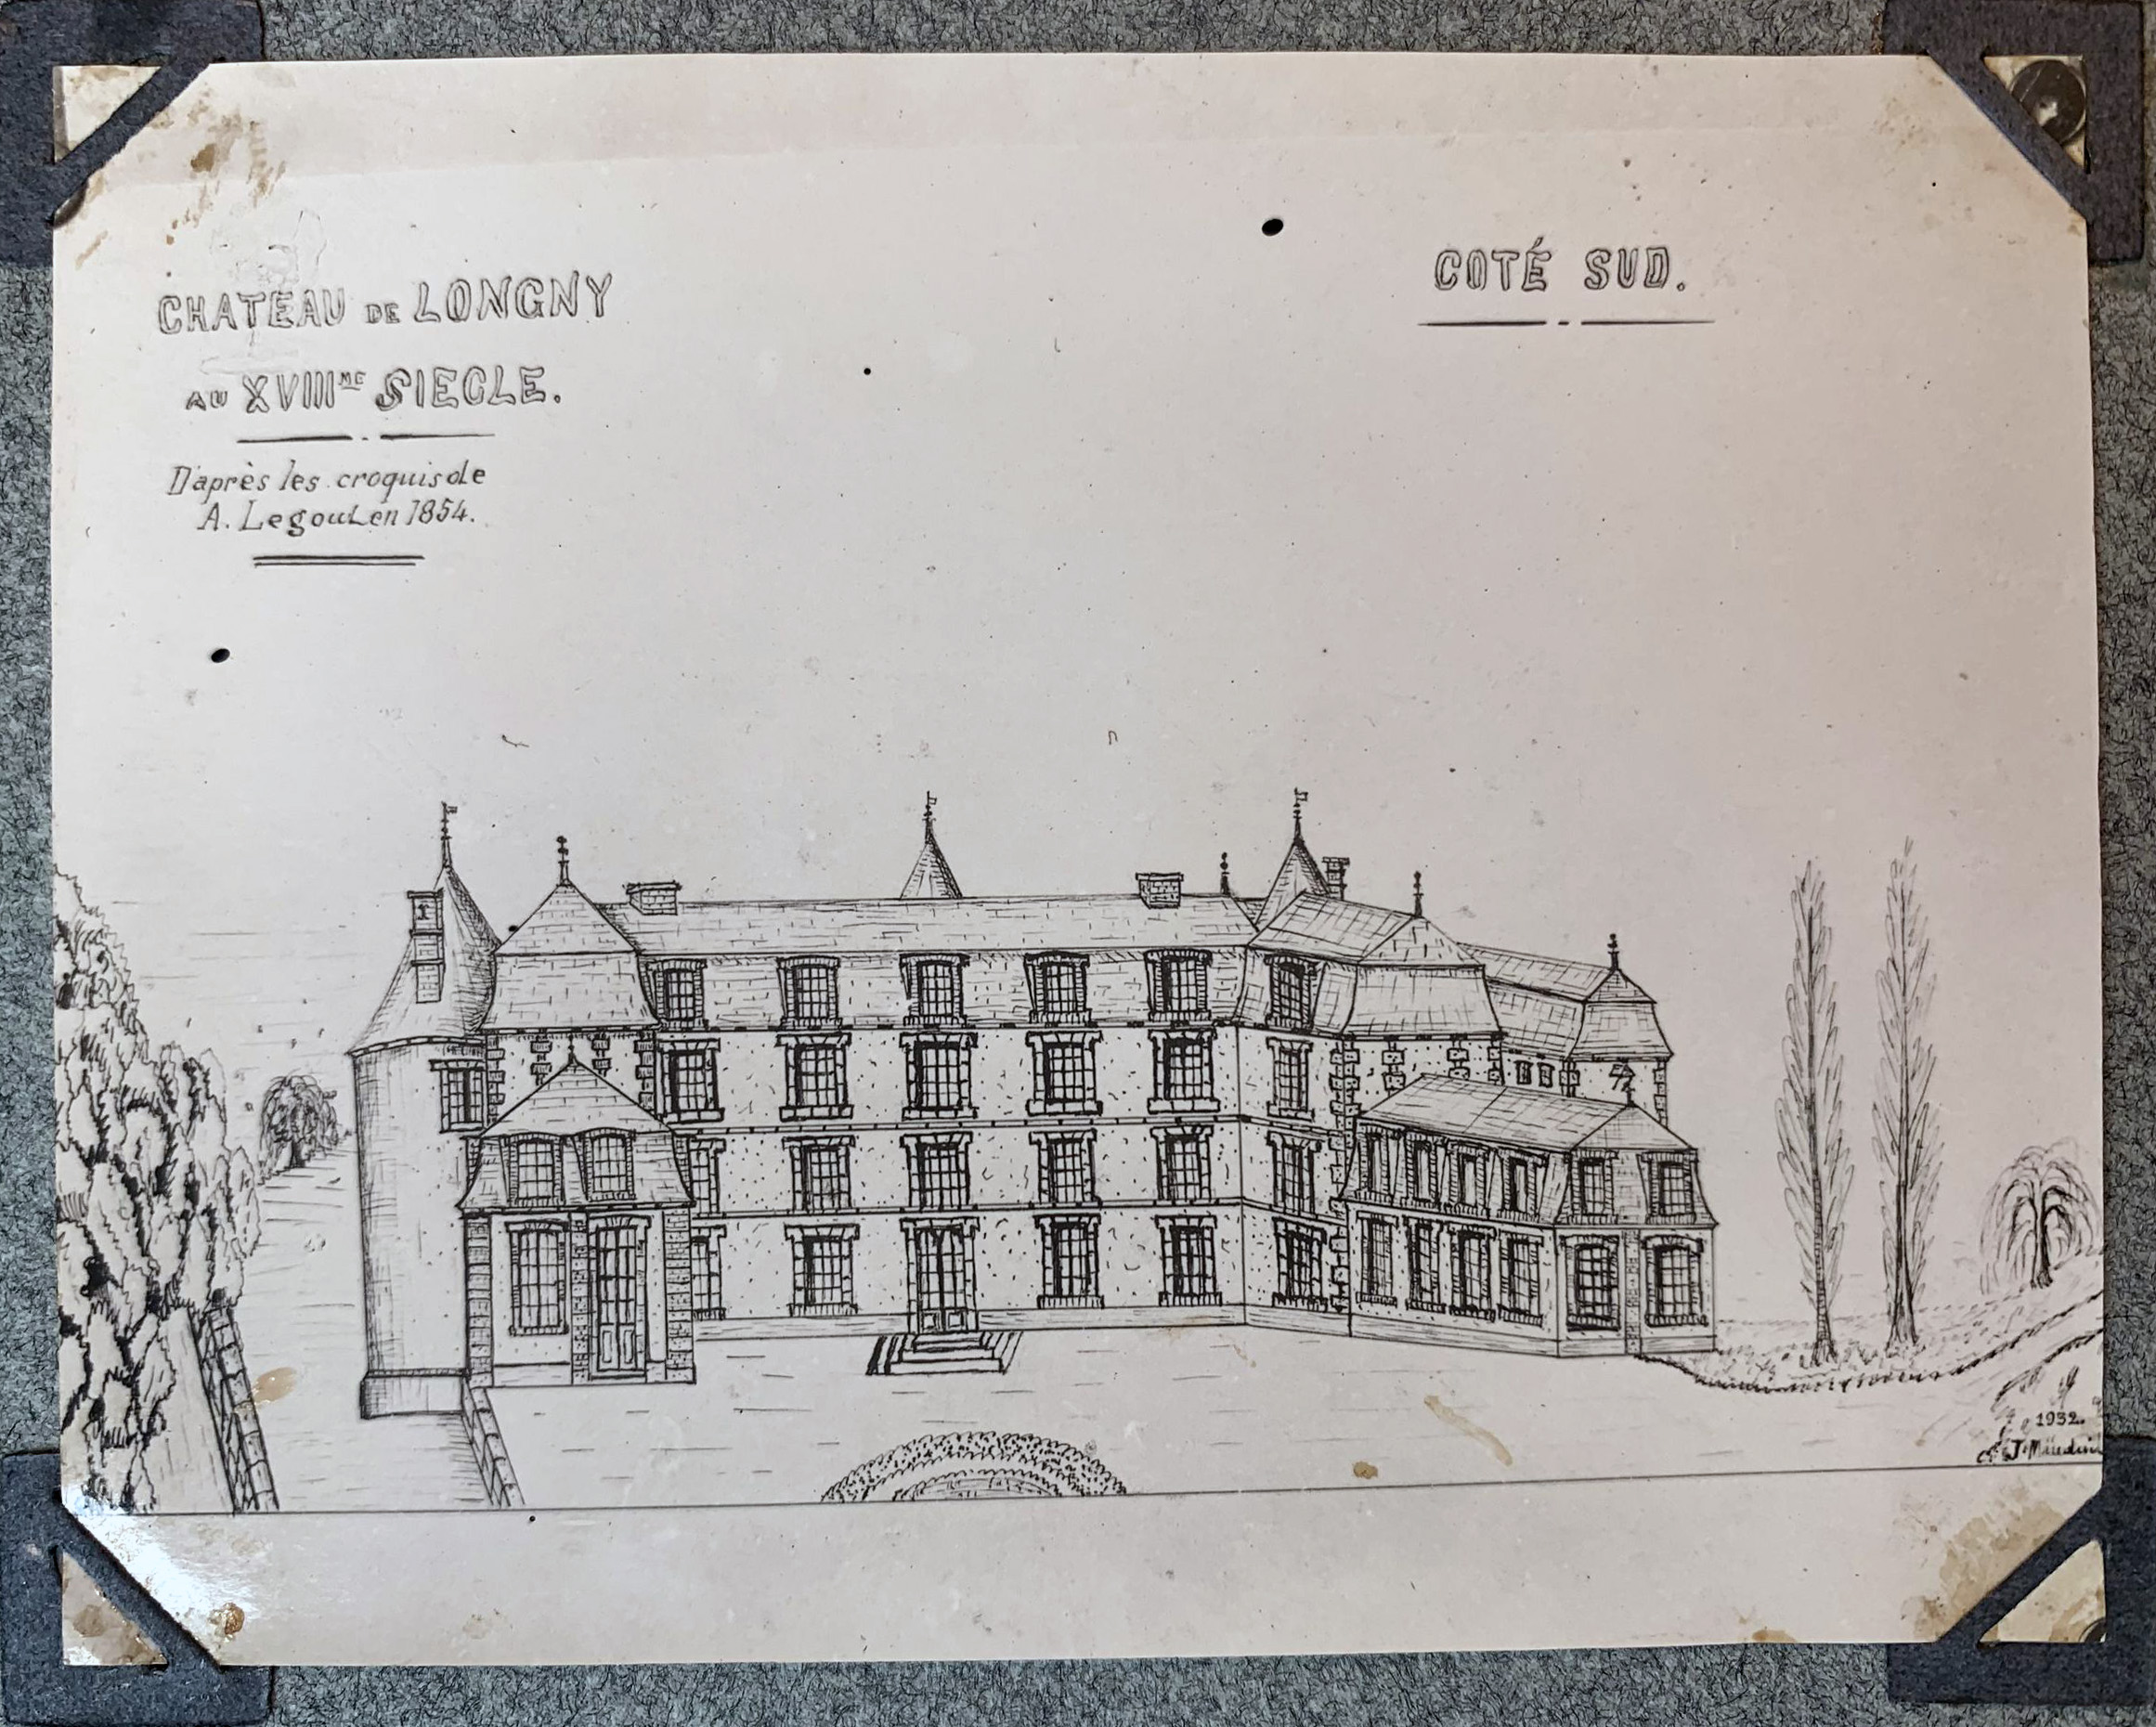 CHATEAU DE LONGNY
AU XVIIIME SIECLE.
D'après les croquis de
A. Legout en 1854.
COTÉ SUD.
1932.